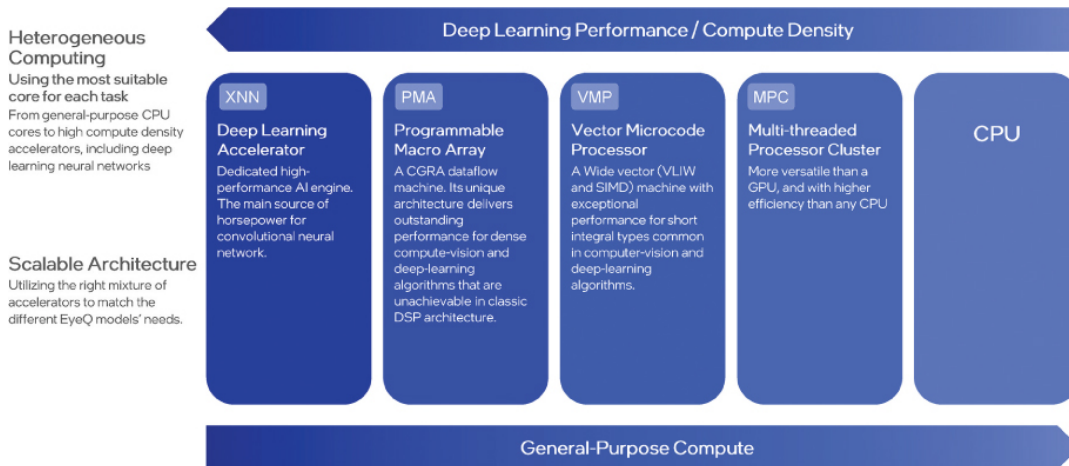 Heterogeneous
Computing
Using the most suitable
core for each task
From general-purpose CPU
cores to high compute density
accelerators, including deep
learning neural networks
Scalable Architecture
Utilizing the right mixture of
accelerators to match the
different EyeQ models' needs.
Deep Learning Performance / Compute Density
XNN
Deep Learning
Accelerator
Dedicated high-
performance AI engine.
The main source of
horsepower for
convolutional neural
network.
PMA
Programmable
Macro Array
A CGRA dataflow
machine. Its unique
architecture delivers
outstanding
performance for dense
compute-vision and
deep-learning
algorithms that are
unachievable in classic
DSP architecture.
VMP
Vector Microcode
Processor
A Wide vector (VLIW
and SIMD) machine with
exceptional
performance for short
integral types common
in computer-vision and
deep-learning
algorithms.
MPC
Multi-threaded
Processor Cluster
More versatile than a
GPU, and with higher
efficiency than any CPU
CPU
General-Purpose Compute